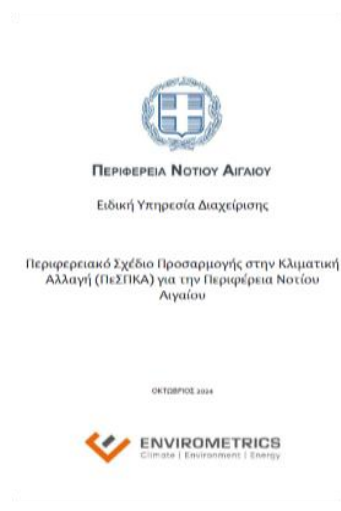 ΠΕΡΙΦΕΡΕΙΑ ΝΟΤΙΟΥ ΑΙΓΑΙΟΥ
Ειδική Υπηρεσία Διαχείρισης
Περιφερειακό Σχέδιο Προσαρμογής στην Κλιματική
Αλλαγή (ΠεΣΠΚΑ) για την Περιφέρεια Νοτίου
Αιγαίου
ΟΚΤΩΒΡΙΟΣ 2024
ENVIROMETRICS
Climate | Environment | Energy